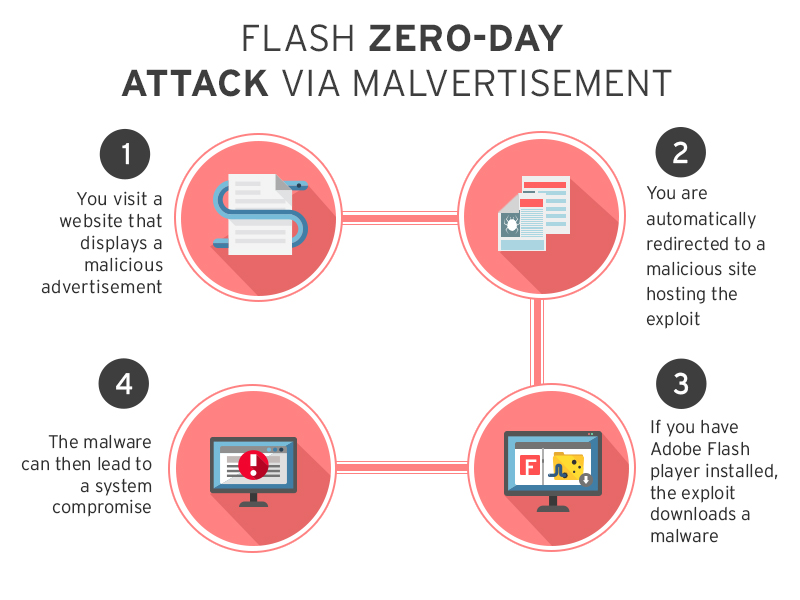 FLASH ZERO-DAY
ATTACK VIA MALVERTISEMENT
1
You visit a
website that
displays a
malicious
advertisement
2
You are
automatically
redirected to a
malicious site
hosting the
exploit
3
If you have
Adobe Flash
player installed,
the exploit
downloads a
malware
F
4
The malware
can then lead to
a system
compromise
!